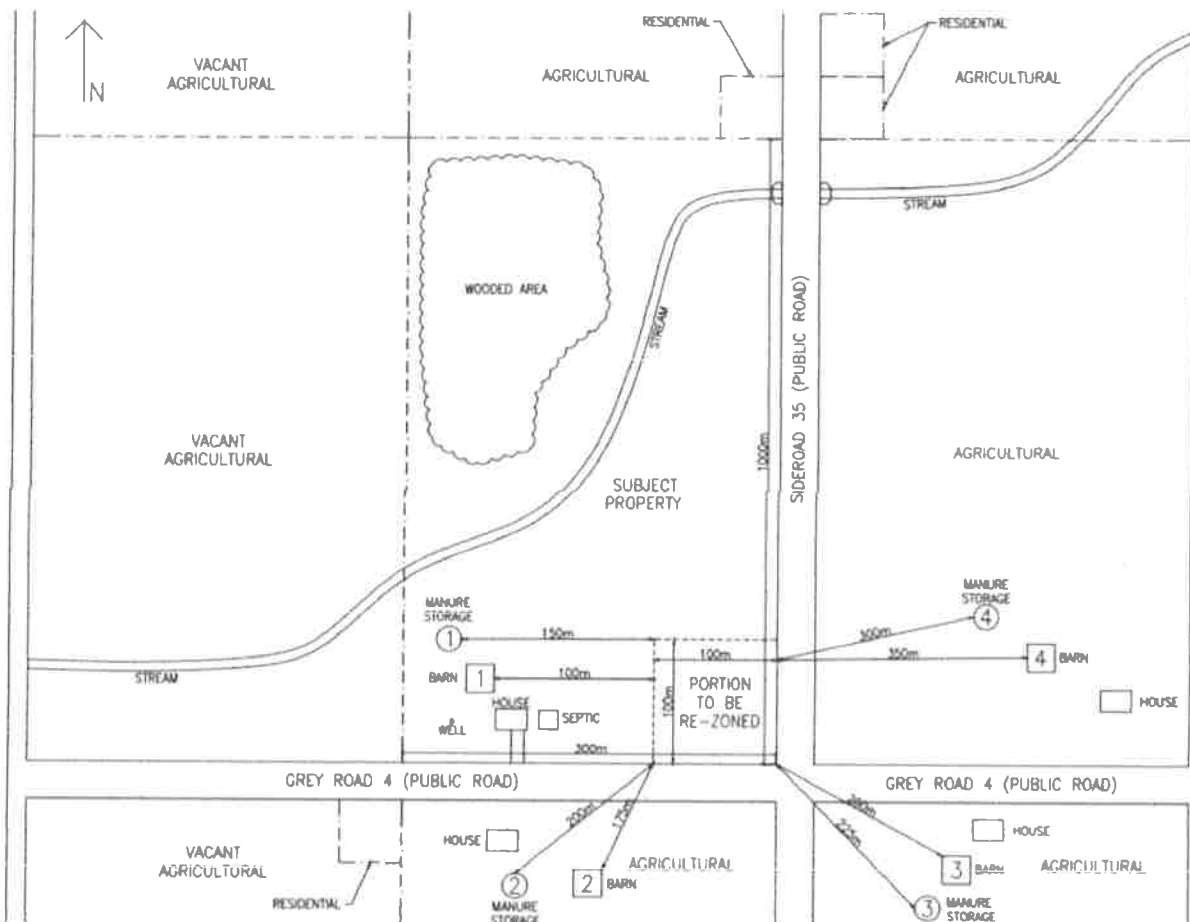 RESIDENTIAL
RESIDENTIAL
N
VACANT
AGRICULTURAL
AGRICULTURAL
AGRICULTURAL
STREAM
WOODED AREA
STREAM
SIDEROAD 35 (PUBLIC ROAD)
1000m
VACANT
AGRICULTURAL
AGRICULTURAL
SUBJECT
PROPERTY
MANURE
STORAGE
1
150m
MANURE
STORAGE
4
300m
100m
350m
4
BARN
BARN
1
100m
100m
PORTION
TO BE
RE-ZONED
STREAM
HOUSE
SEPTIC
WELL
HOUSE
300m
GREY ROAD 4 (PUBLIC ROAD)
GREY ROAD 4 (PUBLIC ROAD)
200m
175m
225m
HOUSE
HOUSE
VACANT
AGRICULTURAL
AGRICULTURAL
AGRICULTURAL
2
2
BARN
3
BARN
RESIDENTIAL
MANURE
STORAGE
3
MANURE
STORAGE